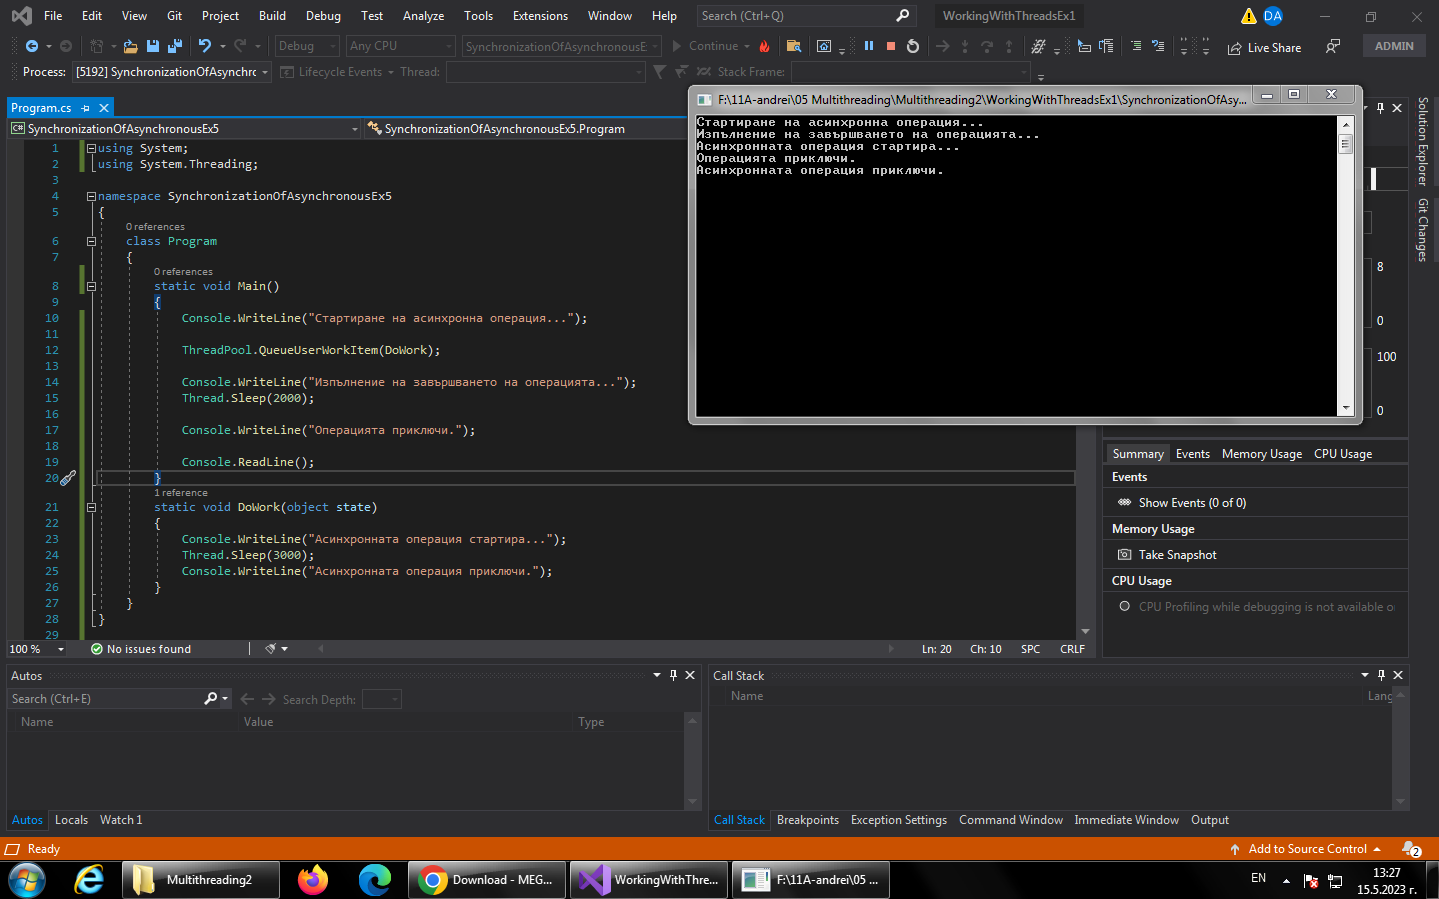 File Edit View Git Project Build Debug Test Analyze Tools Extensions Window Help Search (Ctrl+Q) WorkingWithThreadsEx1 DA
Debug Any CPU SynchronizationOfAsynchronousE Continue Live Share ADMIN
Process: [5192] SynchronizationOfAsynchrc Lifecycle Events Thread: Stack Frame:
Program.cs
SynchronizationOfAsynchronousEx5 SynchronizationOfAsynchronousEx5.Program
1 using System;
2 using System.Threading;
3
4 namespace SynchronizationOfAsynchronousEx5
5 {
0 references
6 class Program
7 {
0 references
8 static void Main()
9 {
10 Console.WriteLine("Стартиране на асинхронна операция...");
11
12 ThreadPool.QueueUserWorkItem(DoWork);
13
14 Console.WriteLine("Изпълнение на завършването на операцията...");
15 Thread.Sleep(2000);
16
17 Console.WriteLine("Операцията приключи.");
18
19 Console.ReadLine();
20 }
1 reference
21 static void DoWork(object state)
22 {
23 Console.WriteLine("Асинхронната операция стартира...");
24 Thread.Sleep(3000);
25 Console.WriteLine("Асинхронната операция приключи.");
26 }
27 }
28 }
29
100 % No issues found Ln: 20 Ch: 10 SPC CRLF
F:\11A-andrei\05 Multithreading\Multithreading2\WorkingWithThreadsEx1\SynchronizationOfAsy...
Стартиране на асинхронна операция...
Изпълнение на завършването на операцията...
Асинхронната операция стартира...
Операцията приключи.
Асинхронната операция приключи.
Solution Explorer
Git Changes
8
0
100
0
Summary Events Memory Usage CPU Usage
Events
Show Events (0 of 0)
Memory Usage
Take Snapshot
CPU Usage
CPU Profiling while debugging is not available
Autos
Search (Ctrl+E) Search Depth:
Name Value Type
Autos Locals Watch 1
Call Stack
Name Lang
Call Stack Breakpoints Exception Settings Command Window Immediate Window Output
Ready Add to Source Control 2
Multithreading2 Download - MEG... WorkingWithThre... F:\11A-andrei\05 ... EN 13:27
15.5.2023 г.